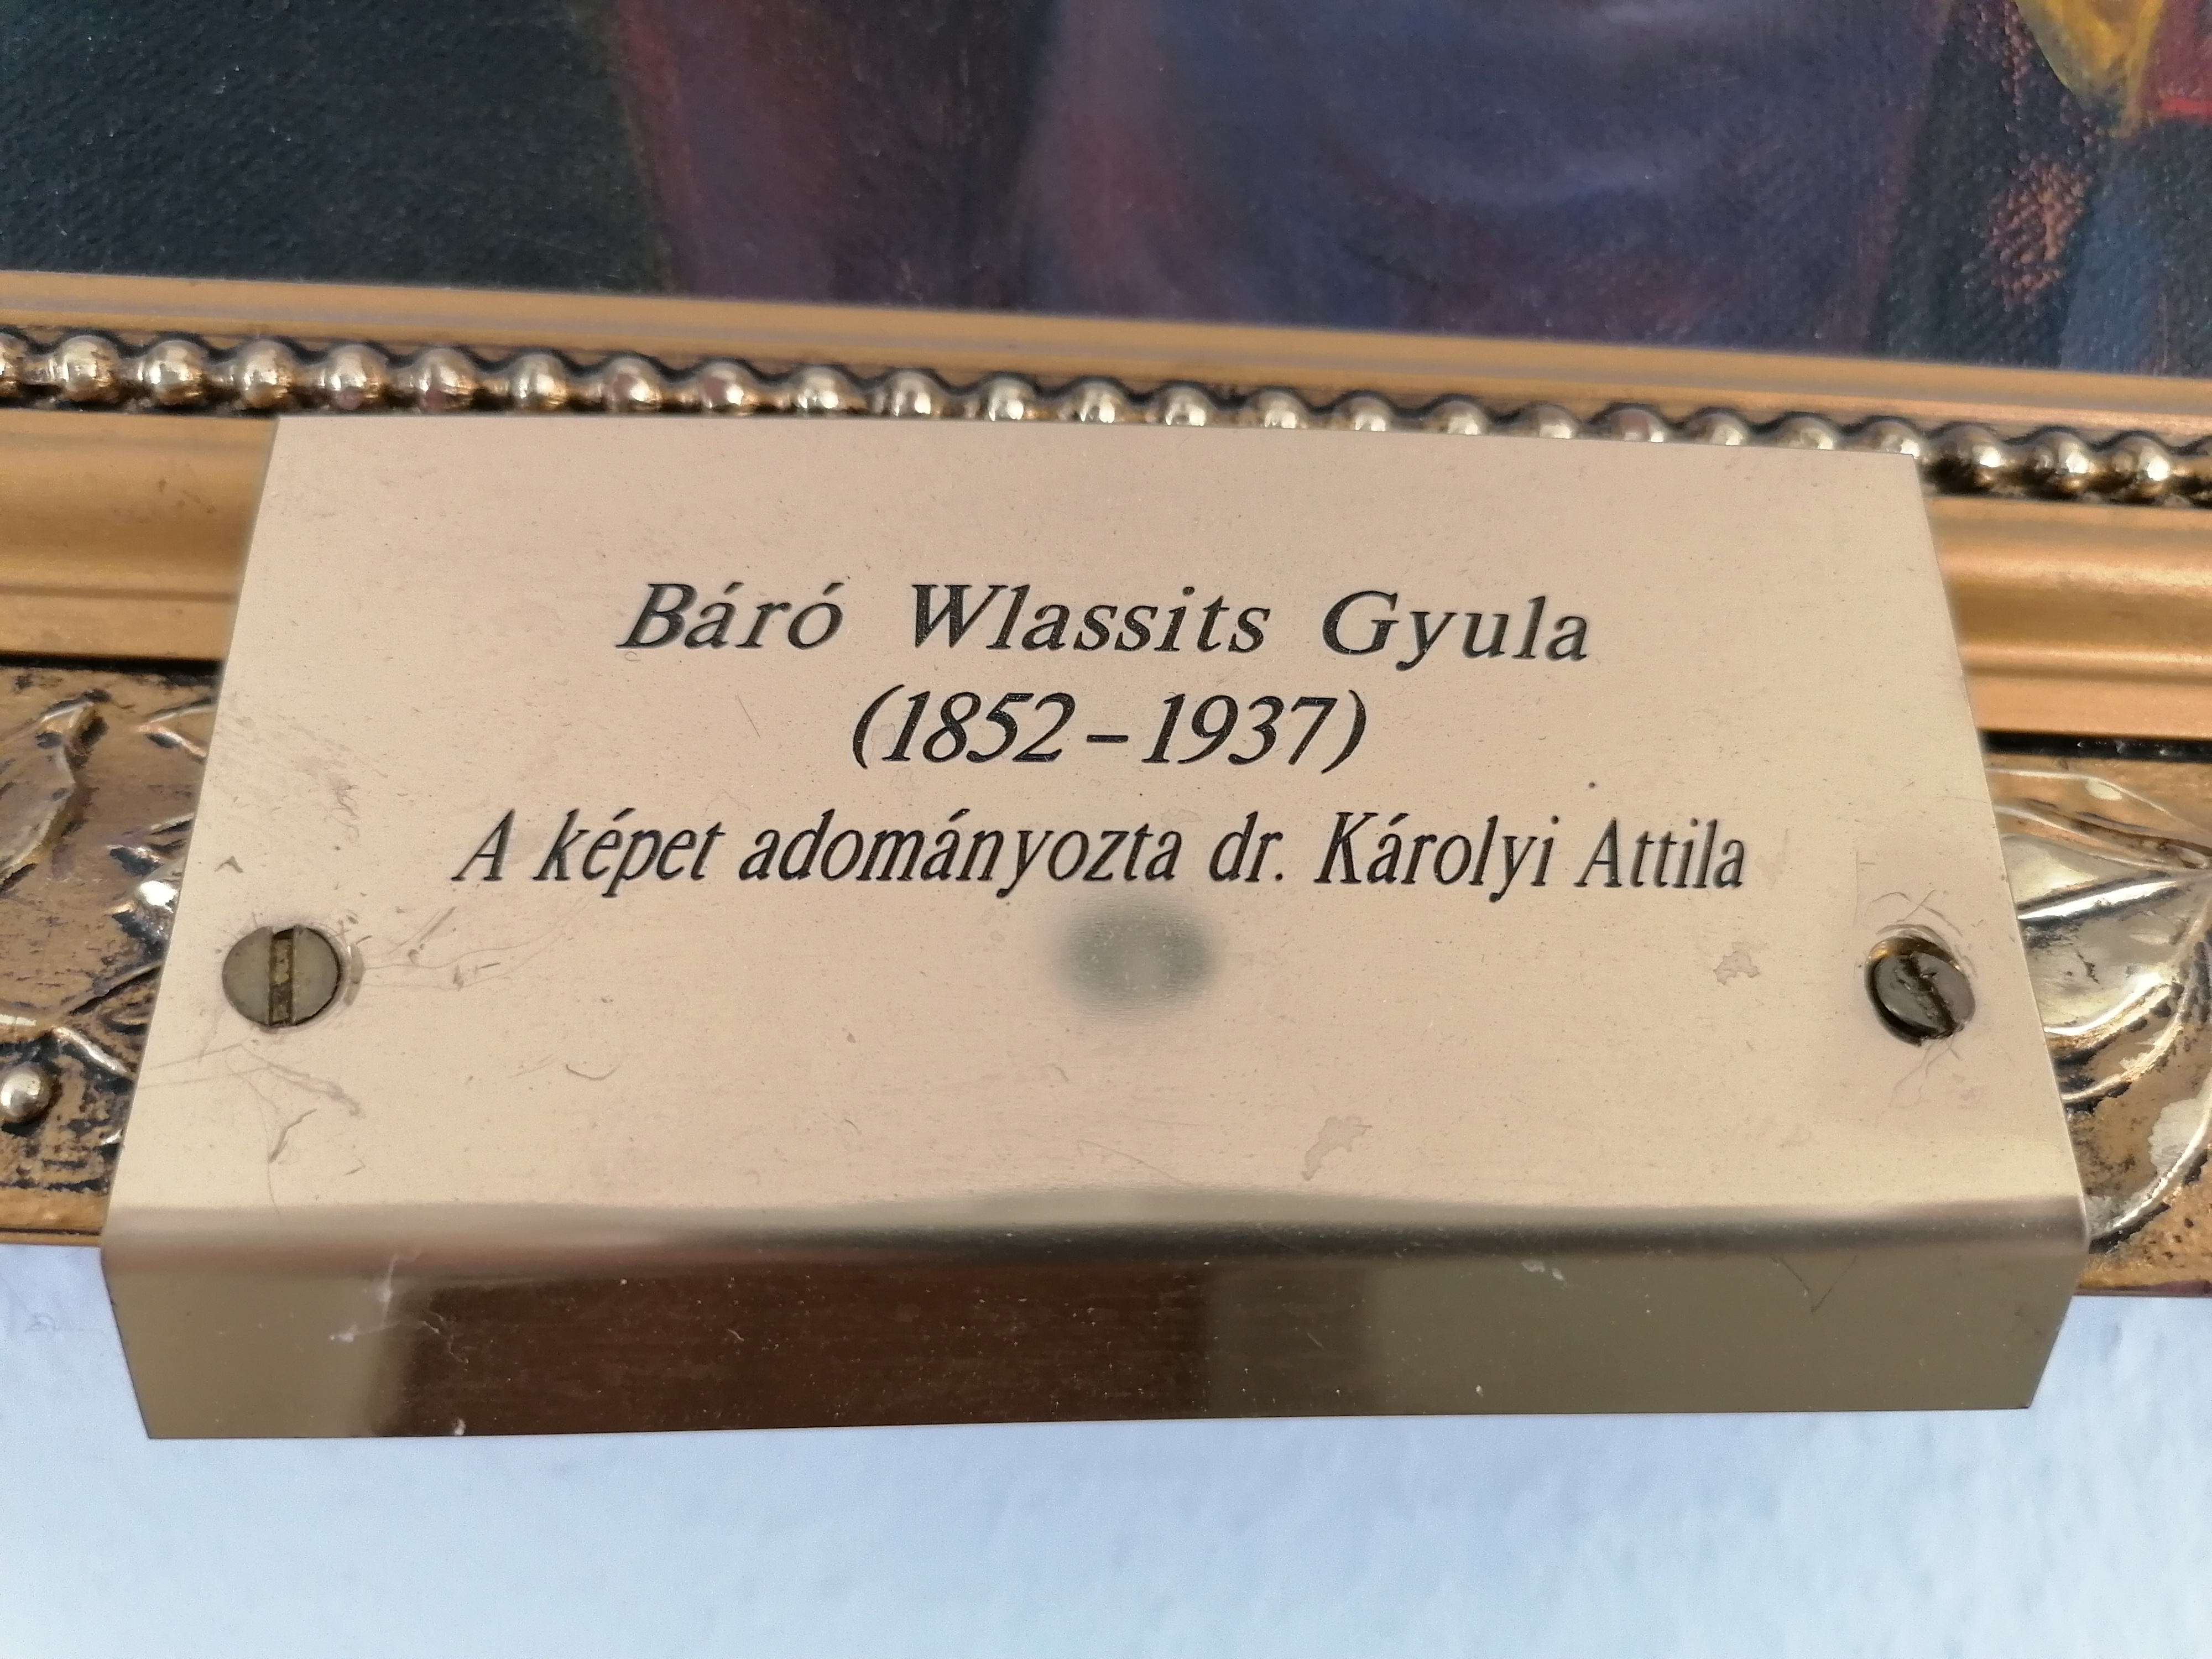 Báró Wlassits Gyula
(1852-1937)
A képet adományozta dr. Károlyi Attila